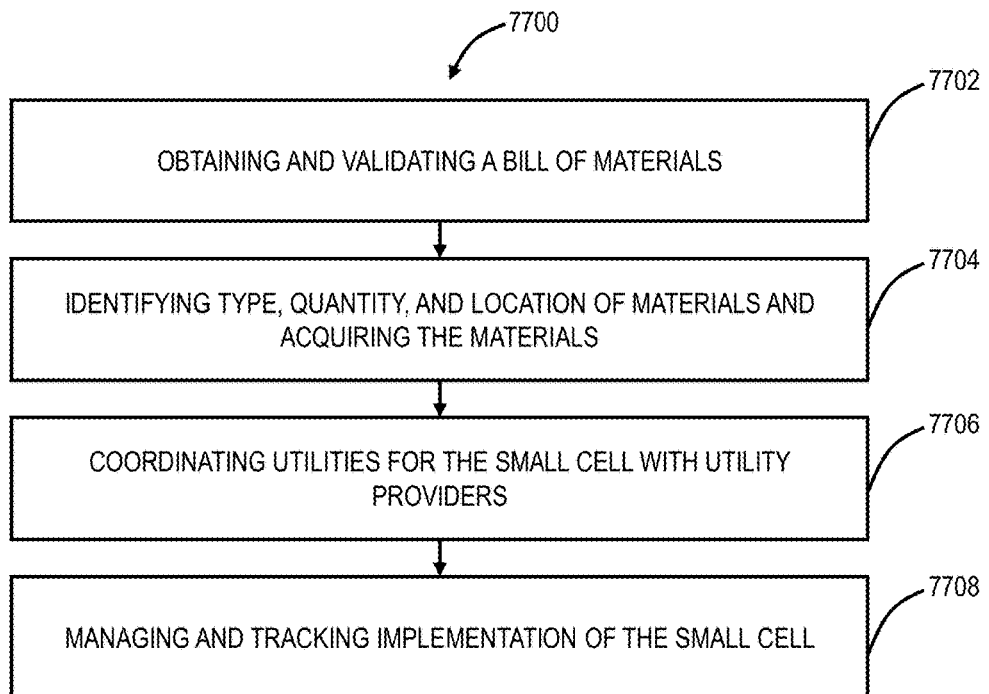 7700
7702
OBTAINING AND VALIDATING A BILL OF MATERIALS
7704
IDENTIFYING TYPE, QUANTITY, AND LOCATION OF MATERIALS AND
ACQUIRING THE MATERIALS
7706
COORDINATING UTILITIES FOR THE SMALL CELL WITH UTILITY
PROVIDERS
7708
MANAGING AND TRACKING IMPLEMENTATION OF THE SMALL CELL